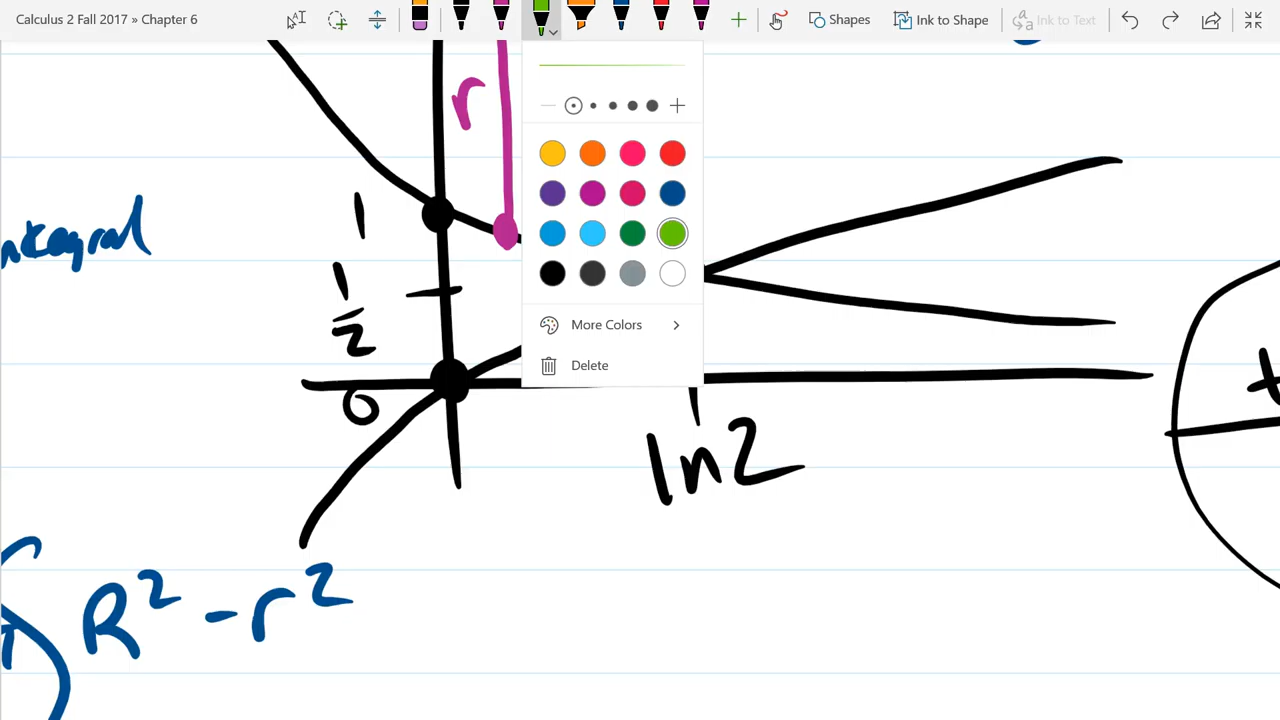 Calculus 2 Fall 2017 » Chapter 6
Shapes
Ink to Shape
Ink to Text
r
1
ntegral
1
2
More Colors
Delete
0
ln2
R² - r²